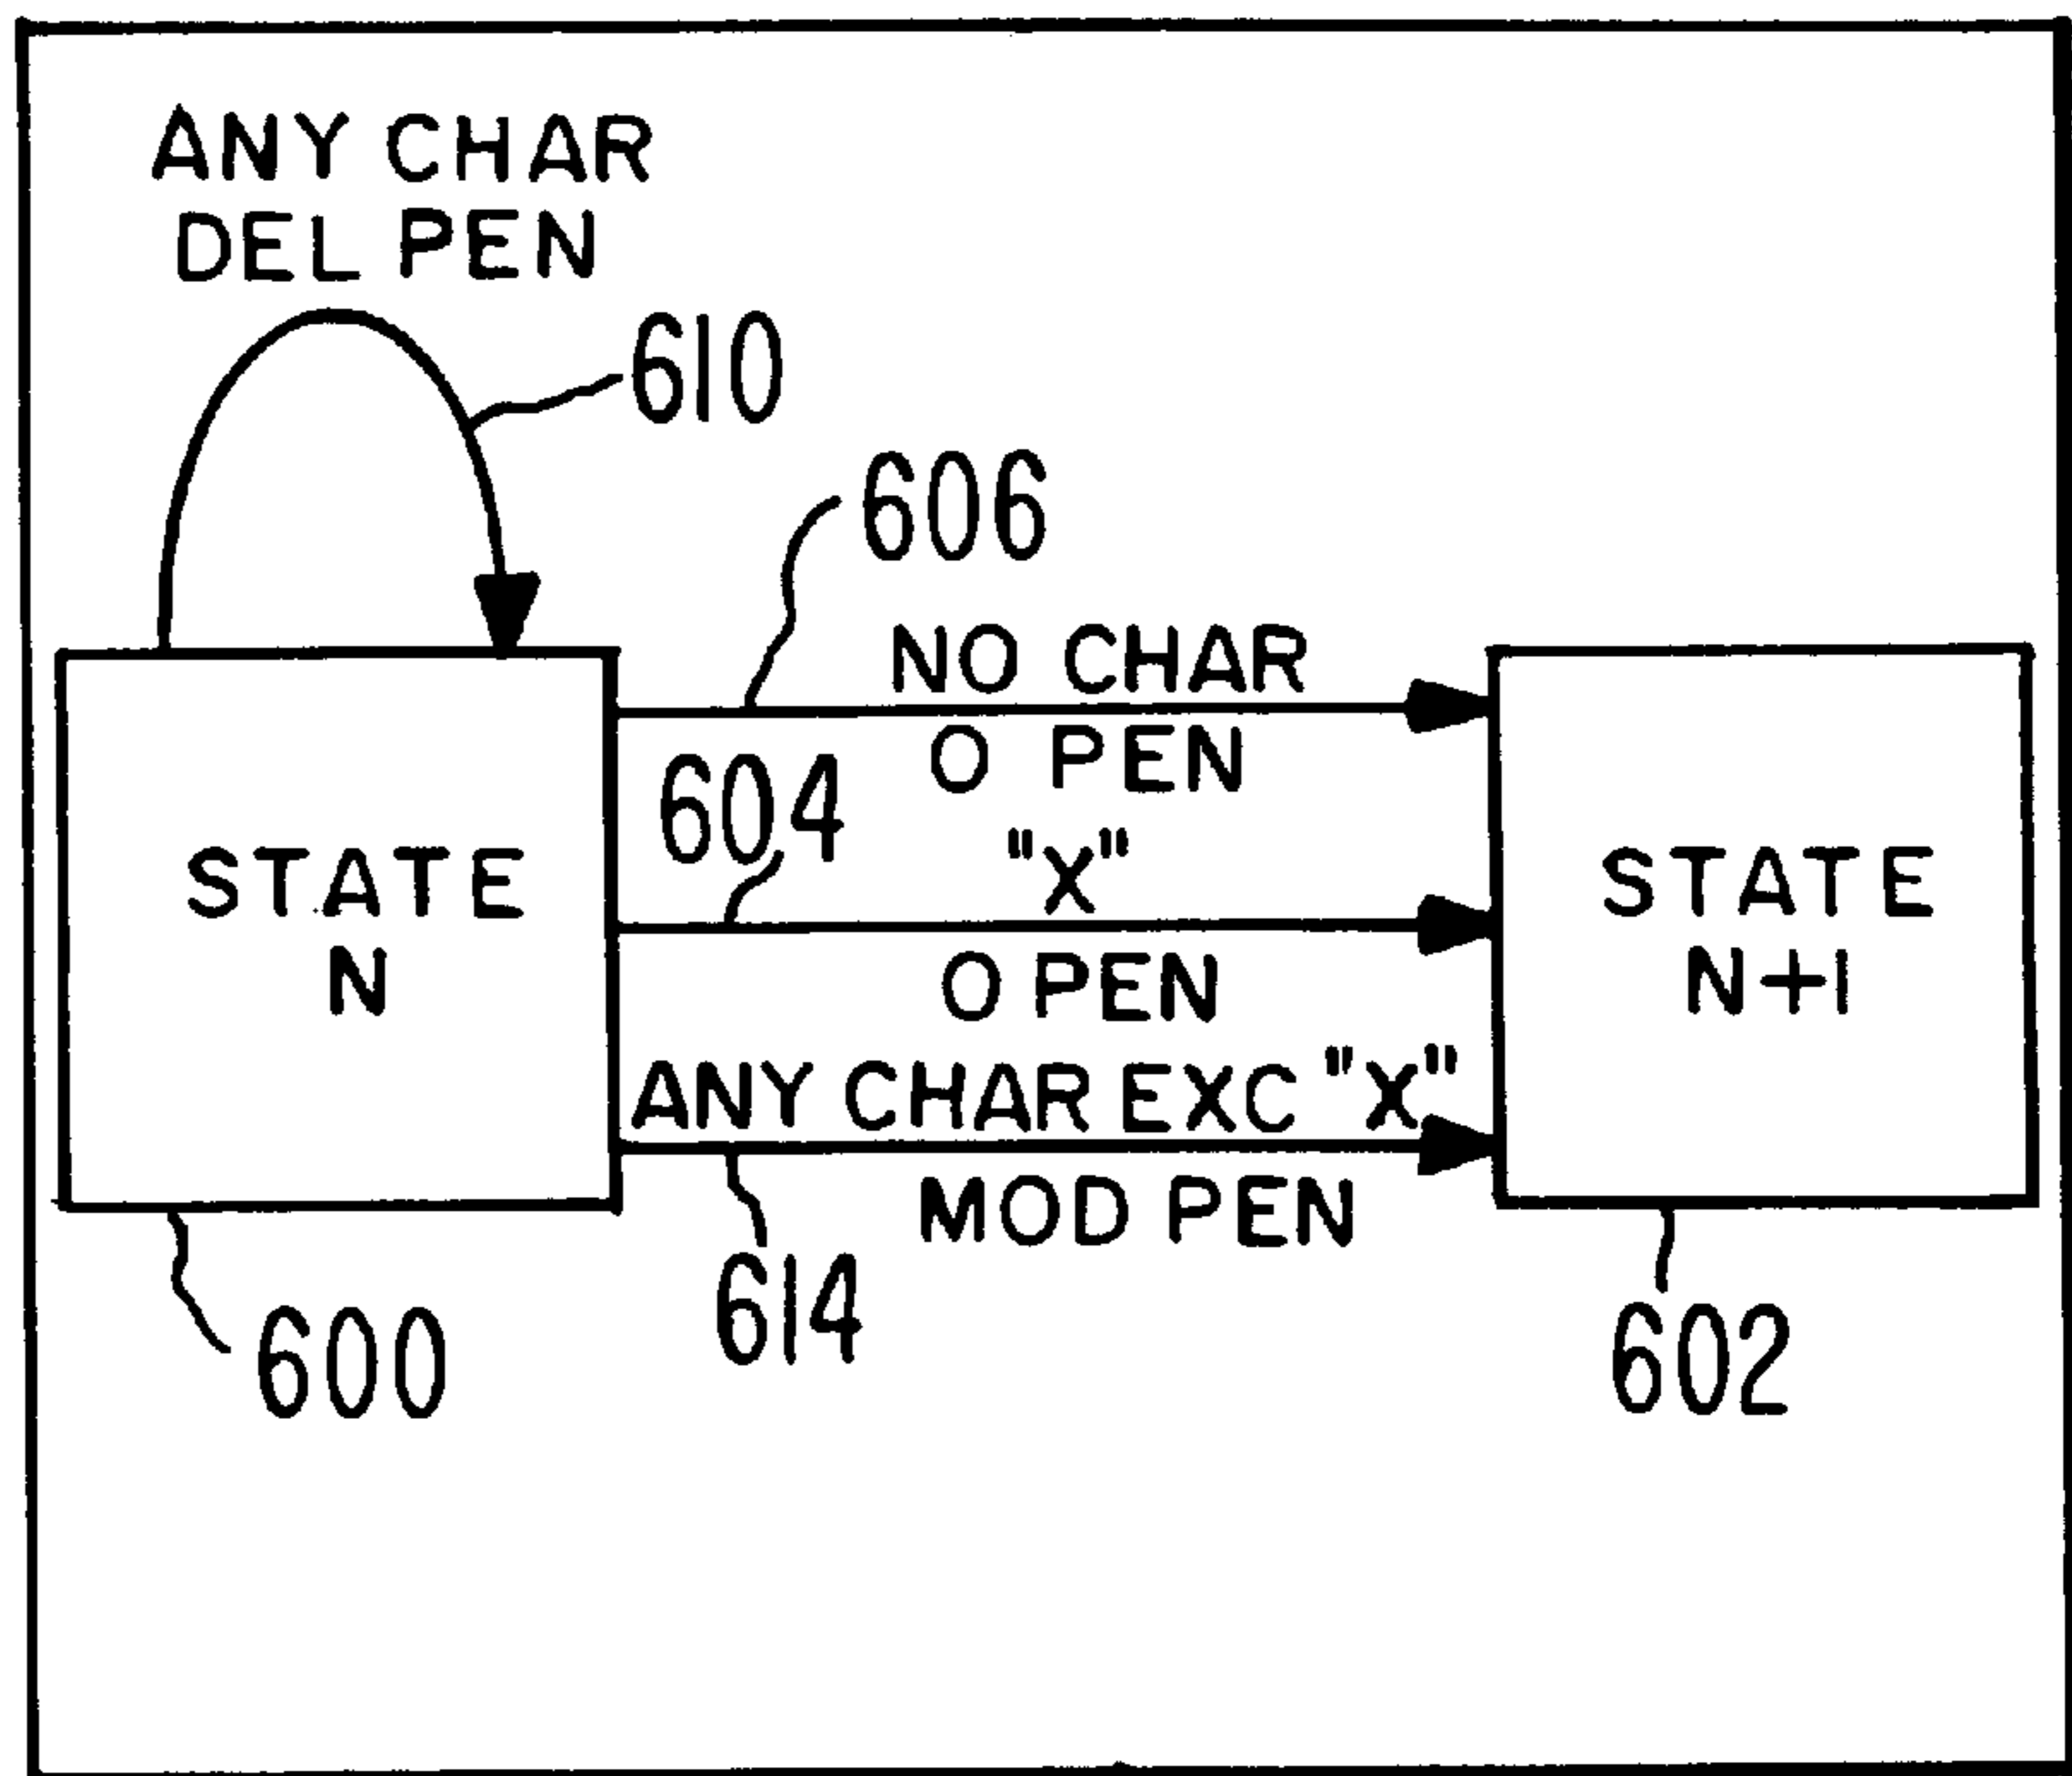 ANY CHAR
DEL PEN
610
606
NO CHAR
O PEN
604
"X"
STATE
N
STATE
N+1
O PEN
ANY CHAR EXC "X"
MOD PEN
614
600
602